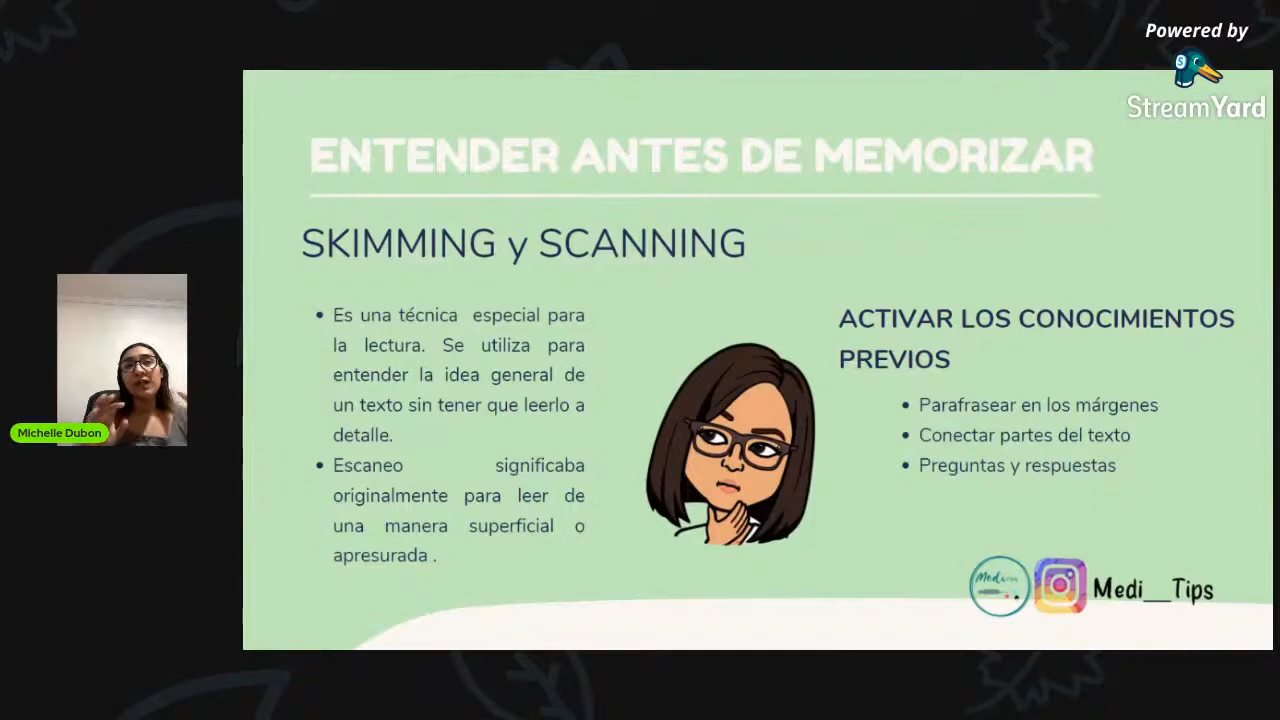 Powered by
StreamYard
ENTENDER ANTES DE MEMORIZAR
SKIMMING y SCANNING
Es una técnica especial para
la lectura. Se utiliza para
entender la idea general de
un texto sin tener que leerlo a
detalle.
Escaneo significaba
originalmente para leer de
una manera superficial o
apresurada .
ACTIVAR LOS CONOCIMIENTOS
PREVIOS
Parafrasear en los márgenes
Conectar partes del texto
Preguntas y respuestas
Michelle Dubon
Medi__Tips